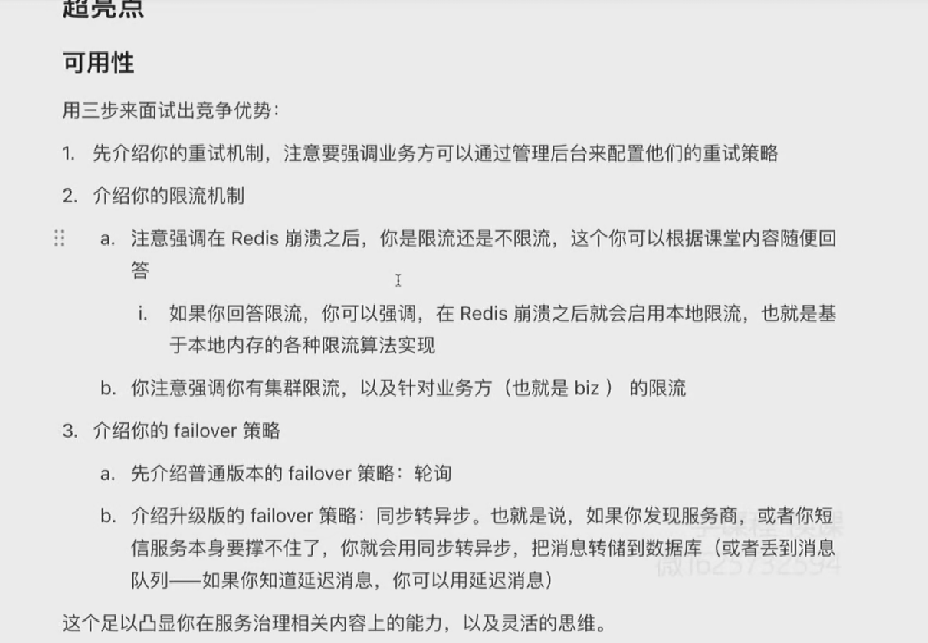 超亮点
可用性
用三步来面试出竞争优势：
1. 先介绍你的重试机制，注意要强调业务方可以通过管理后台来配置他们的重试策略
2. 介绍你的限流机制
a. 注意强调在 Redis 崩溃之后，你是限流还是不限流，这个你可以根据课堂内容随便回
答
i. 如果你回答限流，你可以强调，在 Redis 崩溃之后就会启用本地限流，也就是基
于本地内存的各种限流算法实现
b. 你注意强调你有集群限流，以及针对业务方（也就是 biz ） 的限流
3. 介绍你的 failover 策略
a. 先介绍普通版本的 failover 策略：轮询
b. 介绍升级版的 failover 策略：同步转异步。也就是说，如果你发现服务商，或者你短
信服务本身要撑不住了，你就会用同步转异步，把消息转储到数据库（或者丢到消息
队列——如果你知道延迟消息，你可以用延迟消息）
这个足以凸显你在服务治理相关内容上的能力，以及灵活的思维。